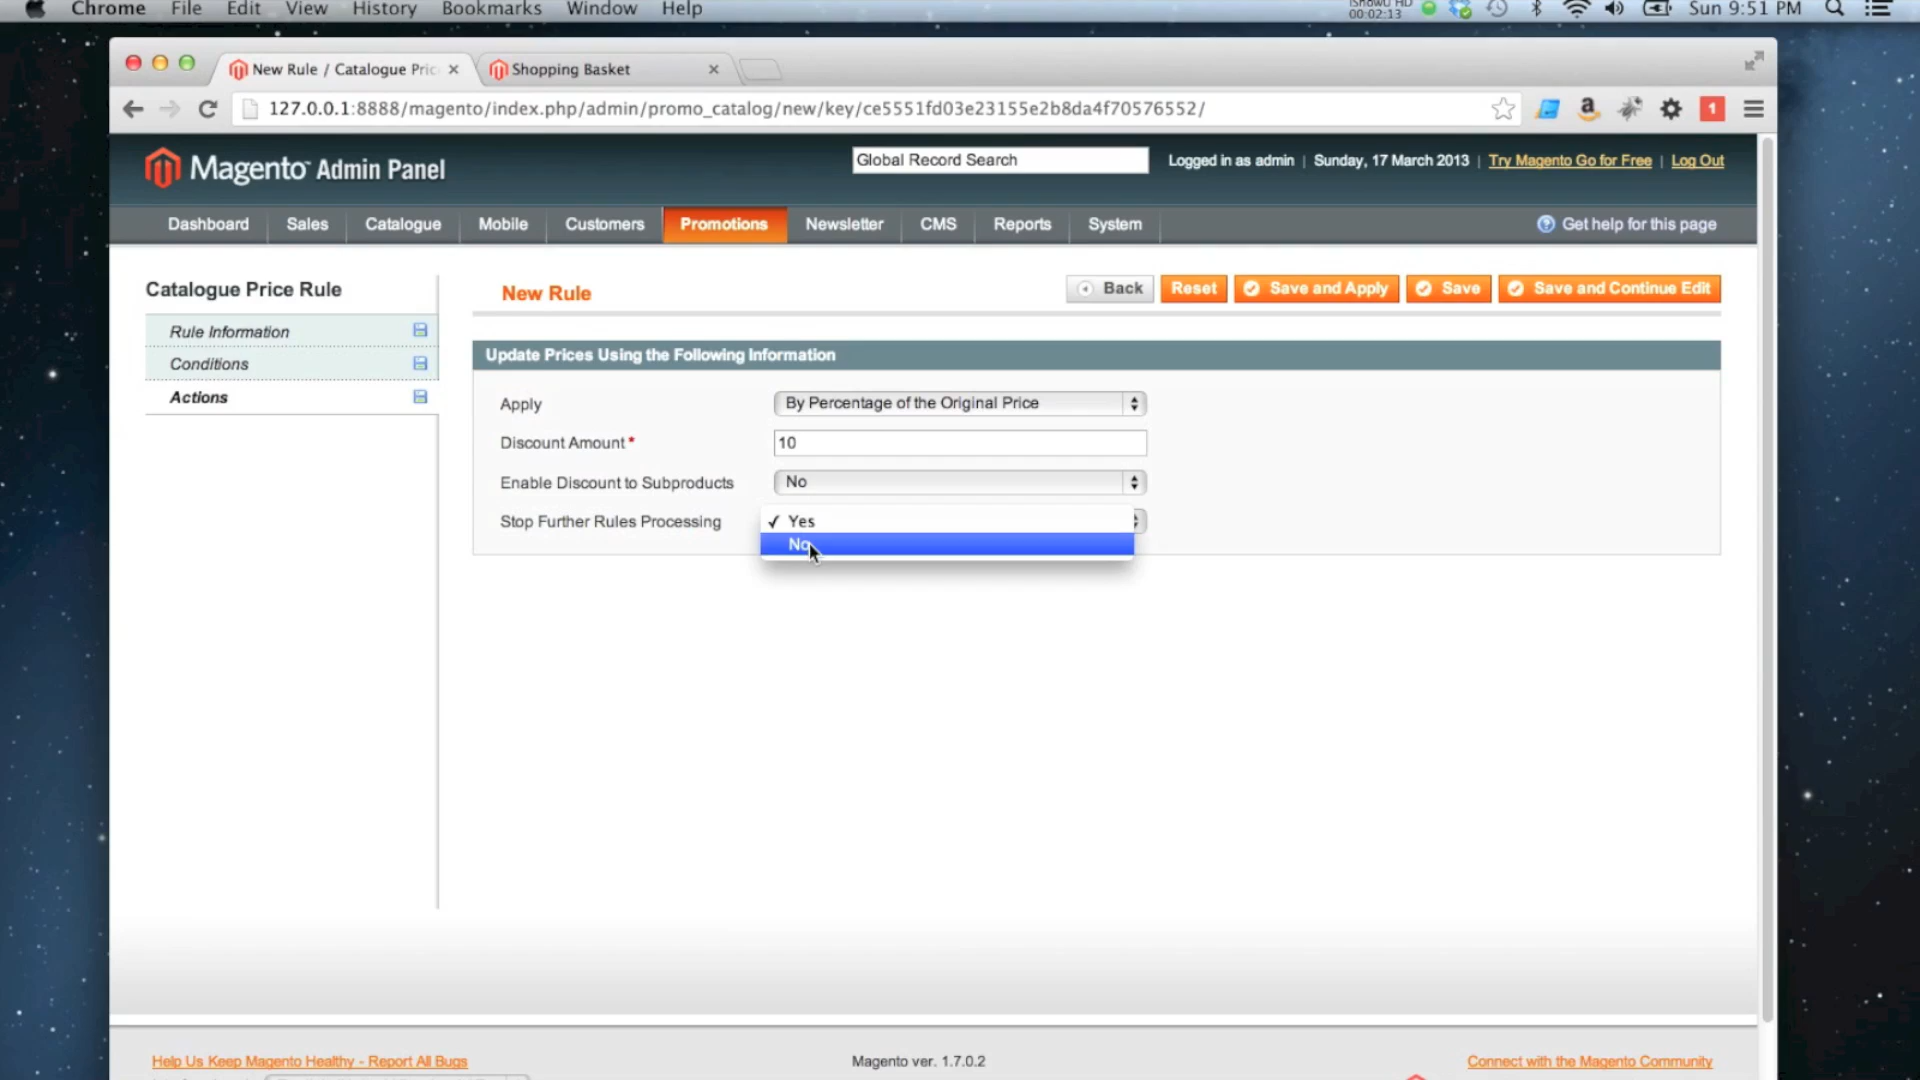 Chrome File Edit View History Bookmarks Window Help
iShowU HD
00:02:13
Sun 9:51 PM
New Rule / Catalogue Pric
Shopping Basket
127.0.0.1:8888/magento/index.php/admin/promo_catalog/new/key/ce5551fd03e23155e2b8da4f70576552/
1
Magento Admin Panel
Global Record Search
Logged in as admin | Sunday, 17 March 2013 | Try Magento Go for Free | Log Out
Dashboard Sales Catalogue Mobile Customers Promotions Newsletter CMS Reports System
Get help for this page
Catalogue Price Rule
Rule Information
Conditions
Actions
New Rule
Back Reset Save and Apply Save Save and Continue Edit
Update Prices Using the Following Information
Apply By Percentage of the Original Price
Discount Amount * 10
Enable Discount to Subproducts No
Stop Further Rules Processing ✓ Yes
No
Help Us Keep Magento Healthy - Report All Bugs
Magento ver. 1.7.0.2
Connect with the Magento Community